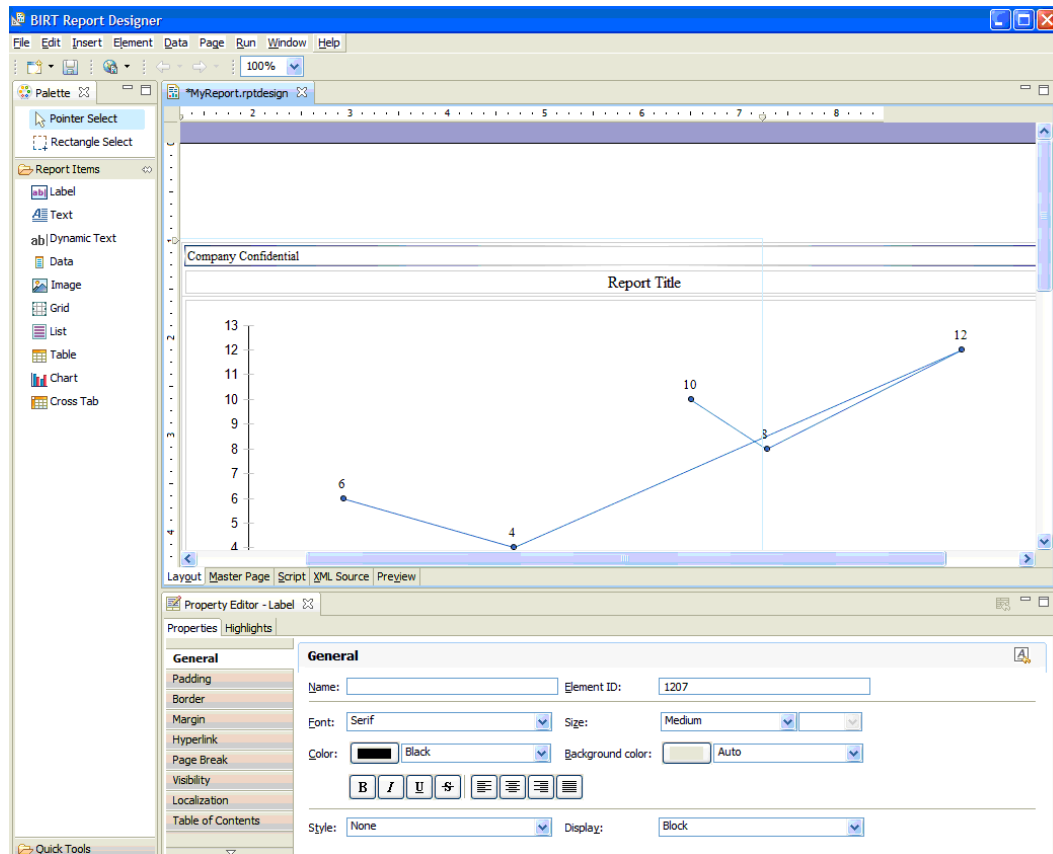 BIRT Report Designer
File Edit Insert Element Data Page Run Window Help
100%
Palette
*MyReport.rptdesign
Pointer Select
Rectangle Select
Report Items
Label
Text
Dynamic Text
Data
Image
Grid
List
Table
Chart
Cross Tab
Quick Tools
2 3 4 5 6 7 8
Company Confidential
Report Title
13
12
11
10
9
8
7
6
5
4
6
4
10
8
12
Layout Master Page Script XML Source Preview
Property Editor - Label
Properties Highlights
General
Padding
Border
Margin
Hyperlink
Page Break
Visibility
Localization
Table of Contents
General
Name: Element ID: 1207
Font: Serif Size: Medium
Color: Black Background color: Auto
B I U S
Style: None Display: Block